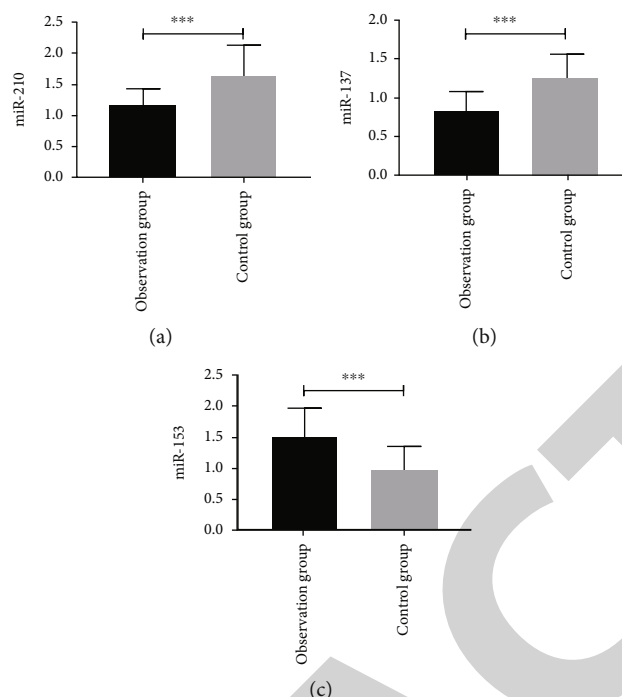 ***
2.5
2.0
1.5
1.0
0.5
0.0
miR-210
Observation group
Control group
(a)
***
2.0
1.5
1.0
0.5
0.0
miR-137
Observation group
Control group
(b)
***
2.5
2.0
1.5
1.0
0.5
0.0
miR-153
Observation group
Control group
(c)